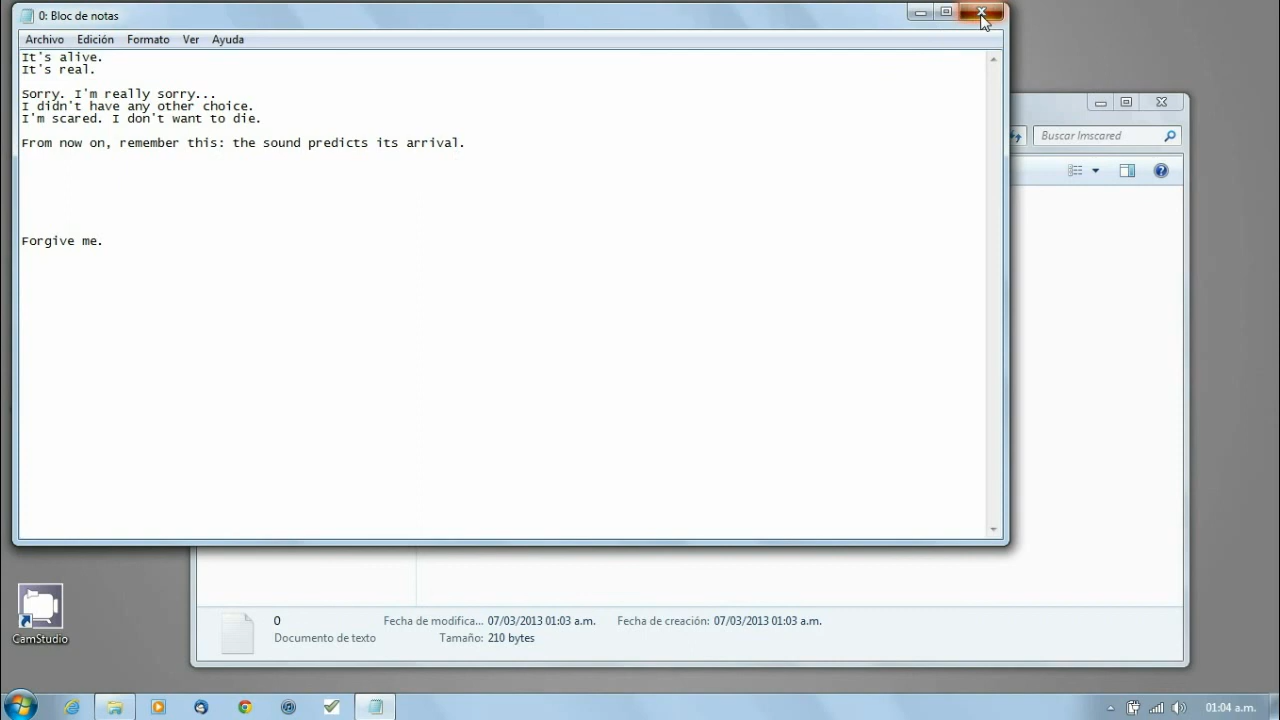 0: Bloc de notas
Archivo Edición Formato Ver Ayuda
It's alive.
It's real.
Sorry. I'm really sorry...
I didn't have any other choice.
I'm scared. I don't want to die.
From now on, remember this: the sound predicts its arrival.
Forgive me.
Buscar Imscared
CamStudio
0 Fecha de modifica... 07/03/2013 01:03 a.m. Fecha de creación: 07/03/2013 01:03 a.m.
Documento de texto Tamaño: 210 bytes
01:04 a.m.